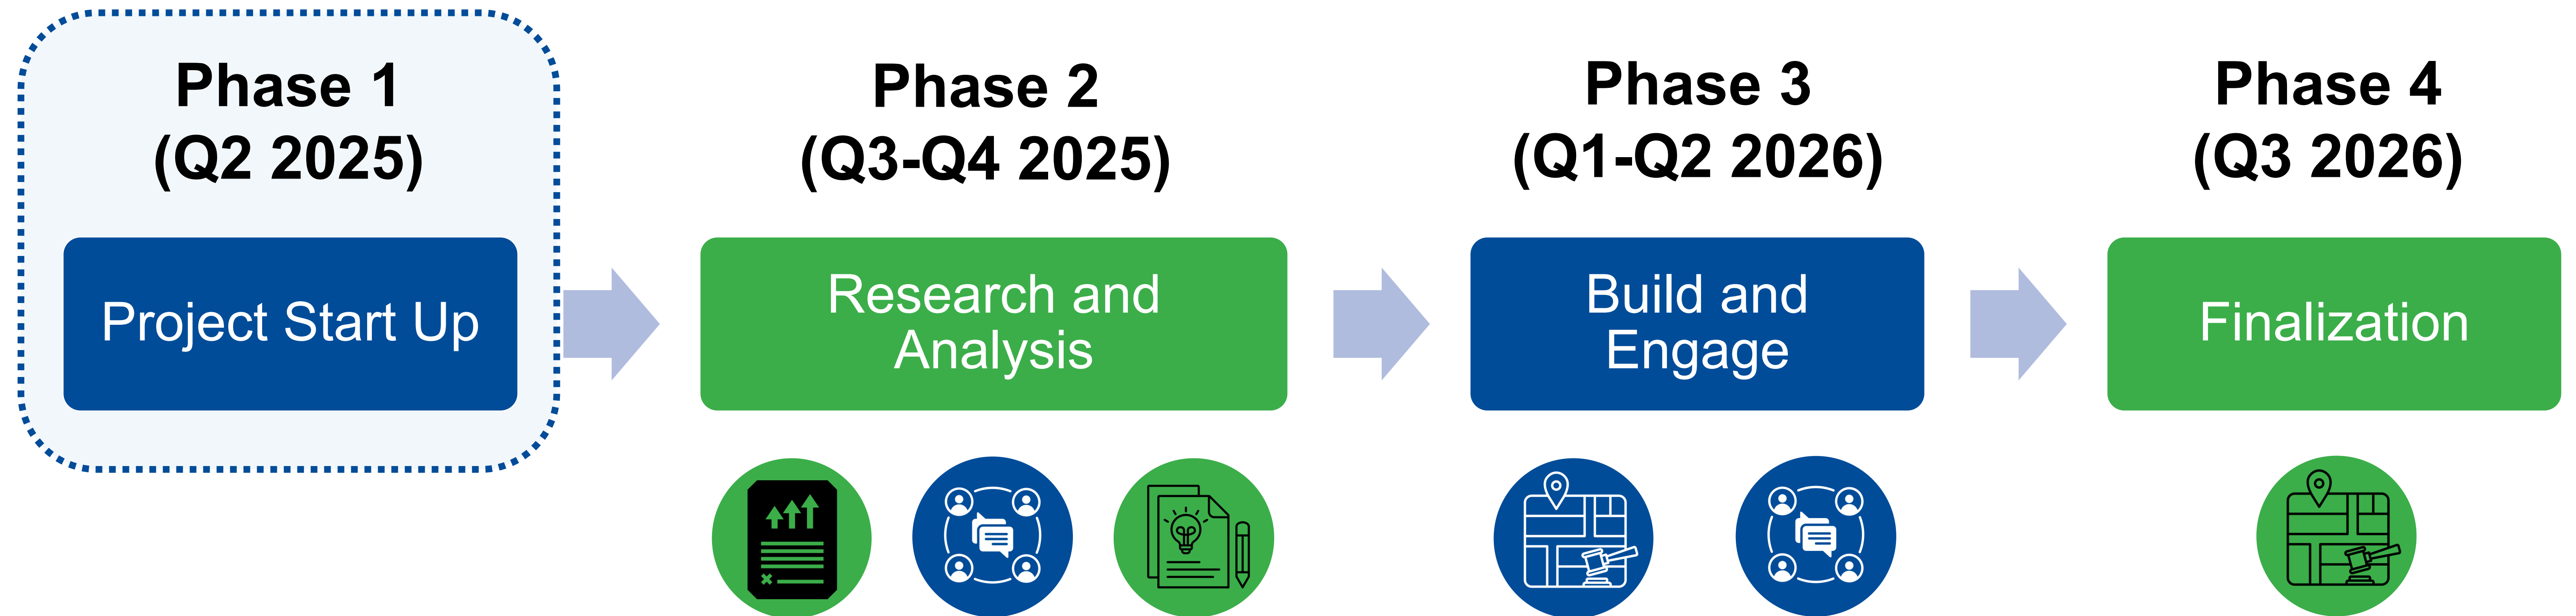 Phase 1
(Q2 2025)
Project Start Up
Phase 2
(Q3-Q4 2025)
Research and
Analysis
Phase 3
(Q1-Q2 2026)
Build and
Engage
Phase 4
(Q3 2026)
Finalization